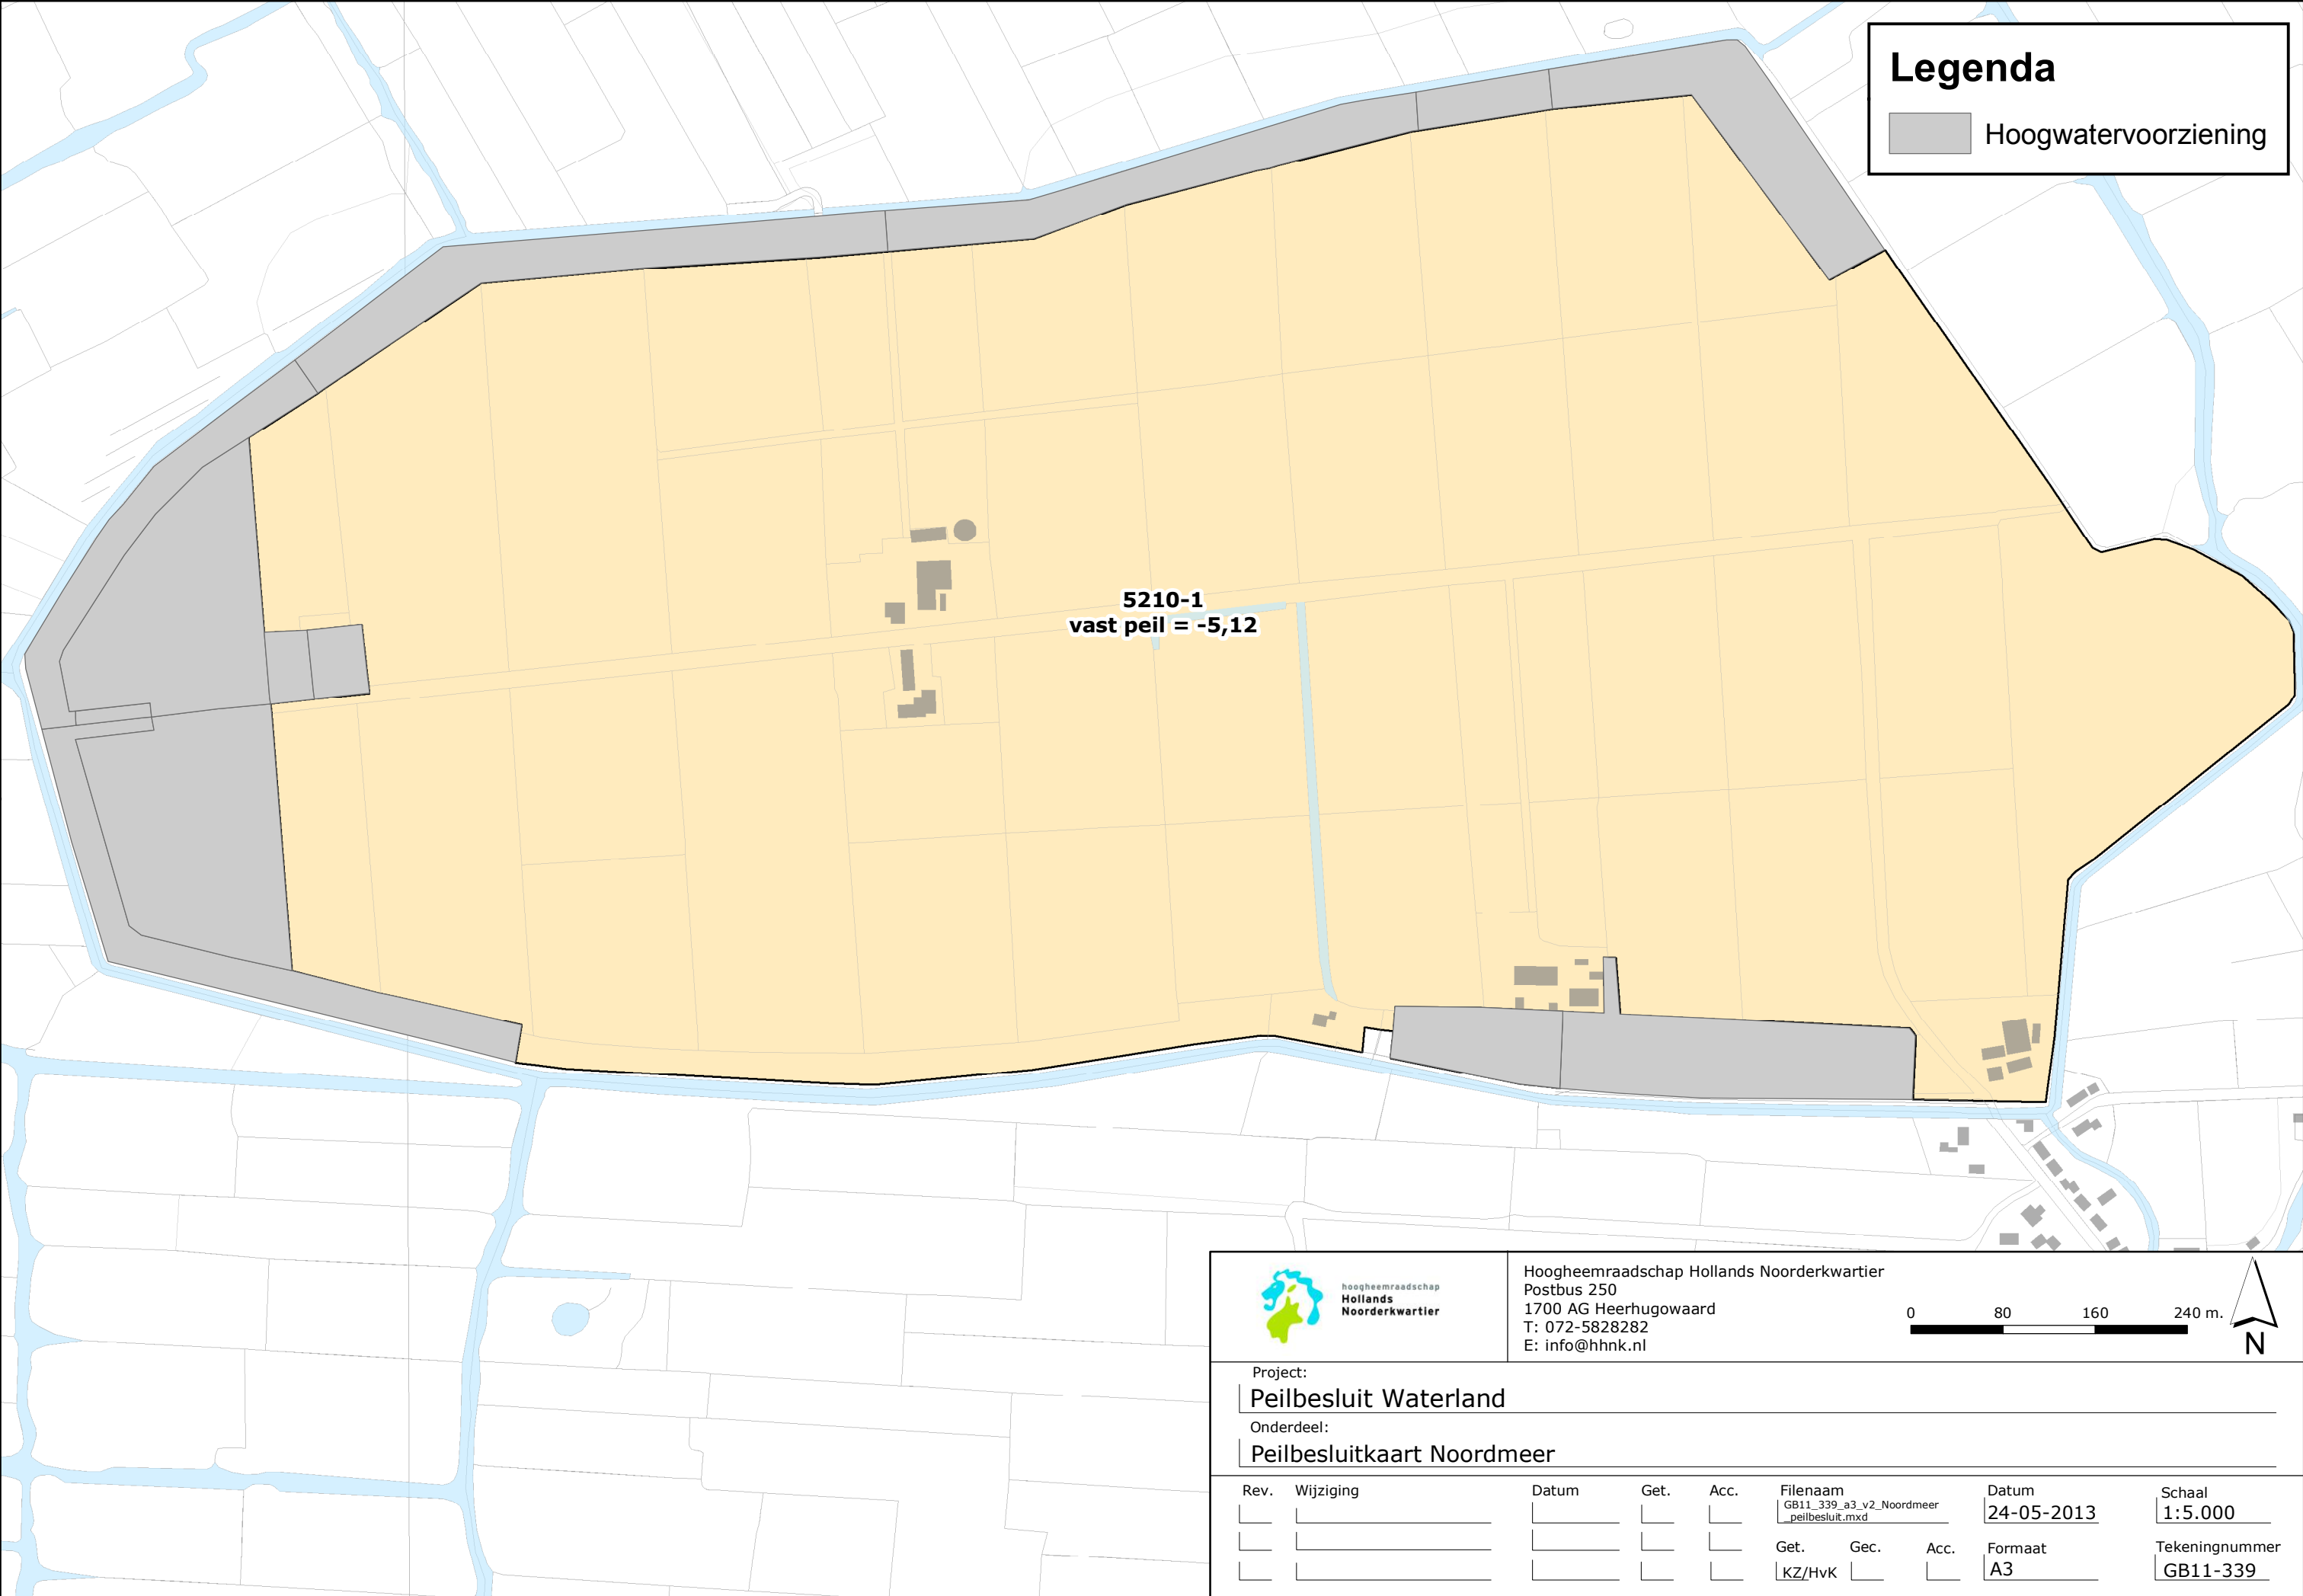 Legenda
Hoogwatervoorziening
5210-1
vast peil = -5,12
hoogheemraadschap
Hollands
Noorderkwartier
Hoogheemraadschap Hollands Noorderkwartier
Postbus 250
1700 AG Heerhugowaard
T: 072-5828282
E: info@hhnk.nl
0 80 160 240 m.
N
Project:
Peilbesluit Waterland
Onderdeel:
Peilbesluitkaart Noordmeer
Rev. Wijziging Datum Get. Acc. Filenaam Datum Schaal
GB11_339_a3_v2_Noordmeer
_peilbesluit.mxd
24-05-2013 1:5.000
Get. Gec. Acc. Formaat Tekeningnummer
KZ/HvK A3 GB11-339